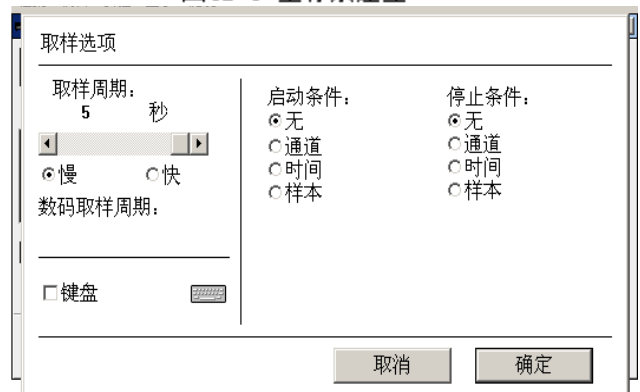 取样选项
取样周期：
5 秒
慢 快
数码取样周期：
键盘
启动条件：
无
通道
时间
样本
停止条件：
无
通道
时间
样本
取消 确定